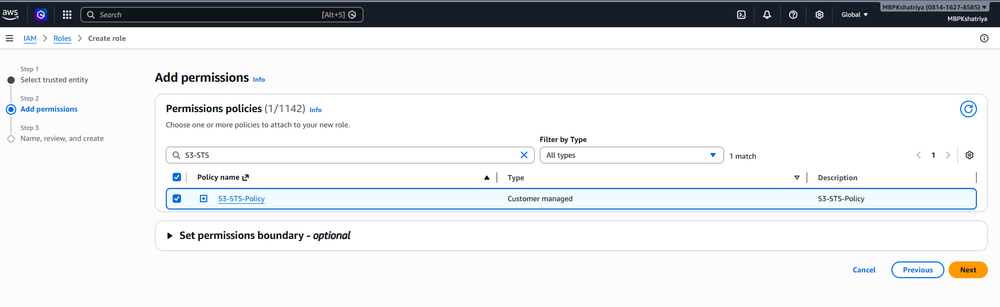 aws
Search [Alt+S]
Global
MBPKshatriya (0814-1627-8585)
MBPKshatriya
IAM
Roles
Create role
Step 1
Select trusted entity
Step 2
Add permissions
Step 3
Name, review, and create
Add permissions Info
Permissions policies (1/1142) Info
Choose one or more policies to attach to your new role.
Filter by Type
S3-STS
All types
1 match
1
Policy name Type Description
S3-STS-Policy Customer managed S3-STS-Policy
Set permissions boundary - optional
Cancel Previous Next